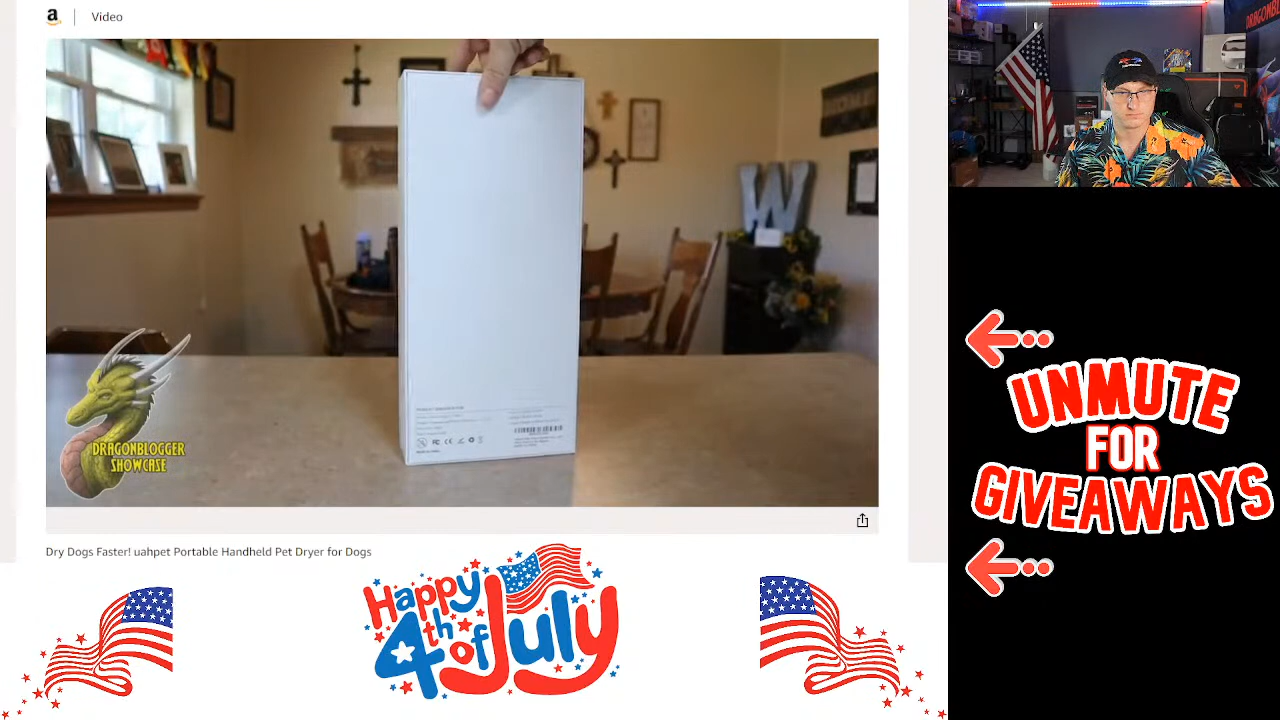 a
Video
W
DRAGONBLOGGER
SHOWCASE
Dry Dogs Faster! uahpet Portable Handheld Pet Dryer for Dogs
Happy
4th of July
UNMUTE
FOR
GIVEAWAYS